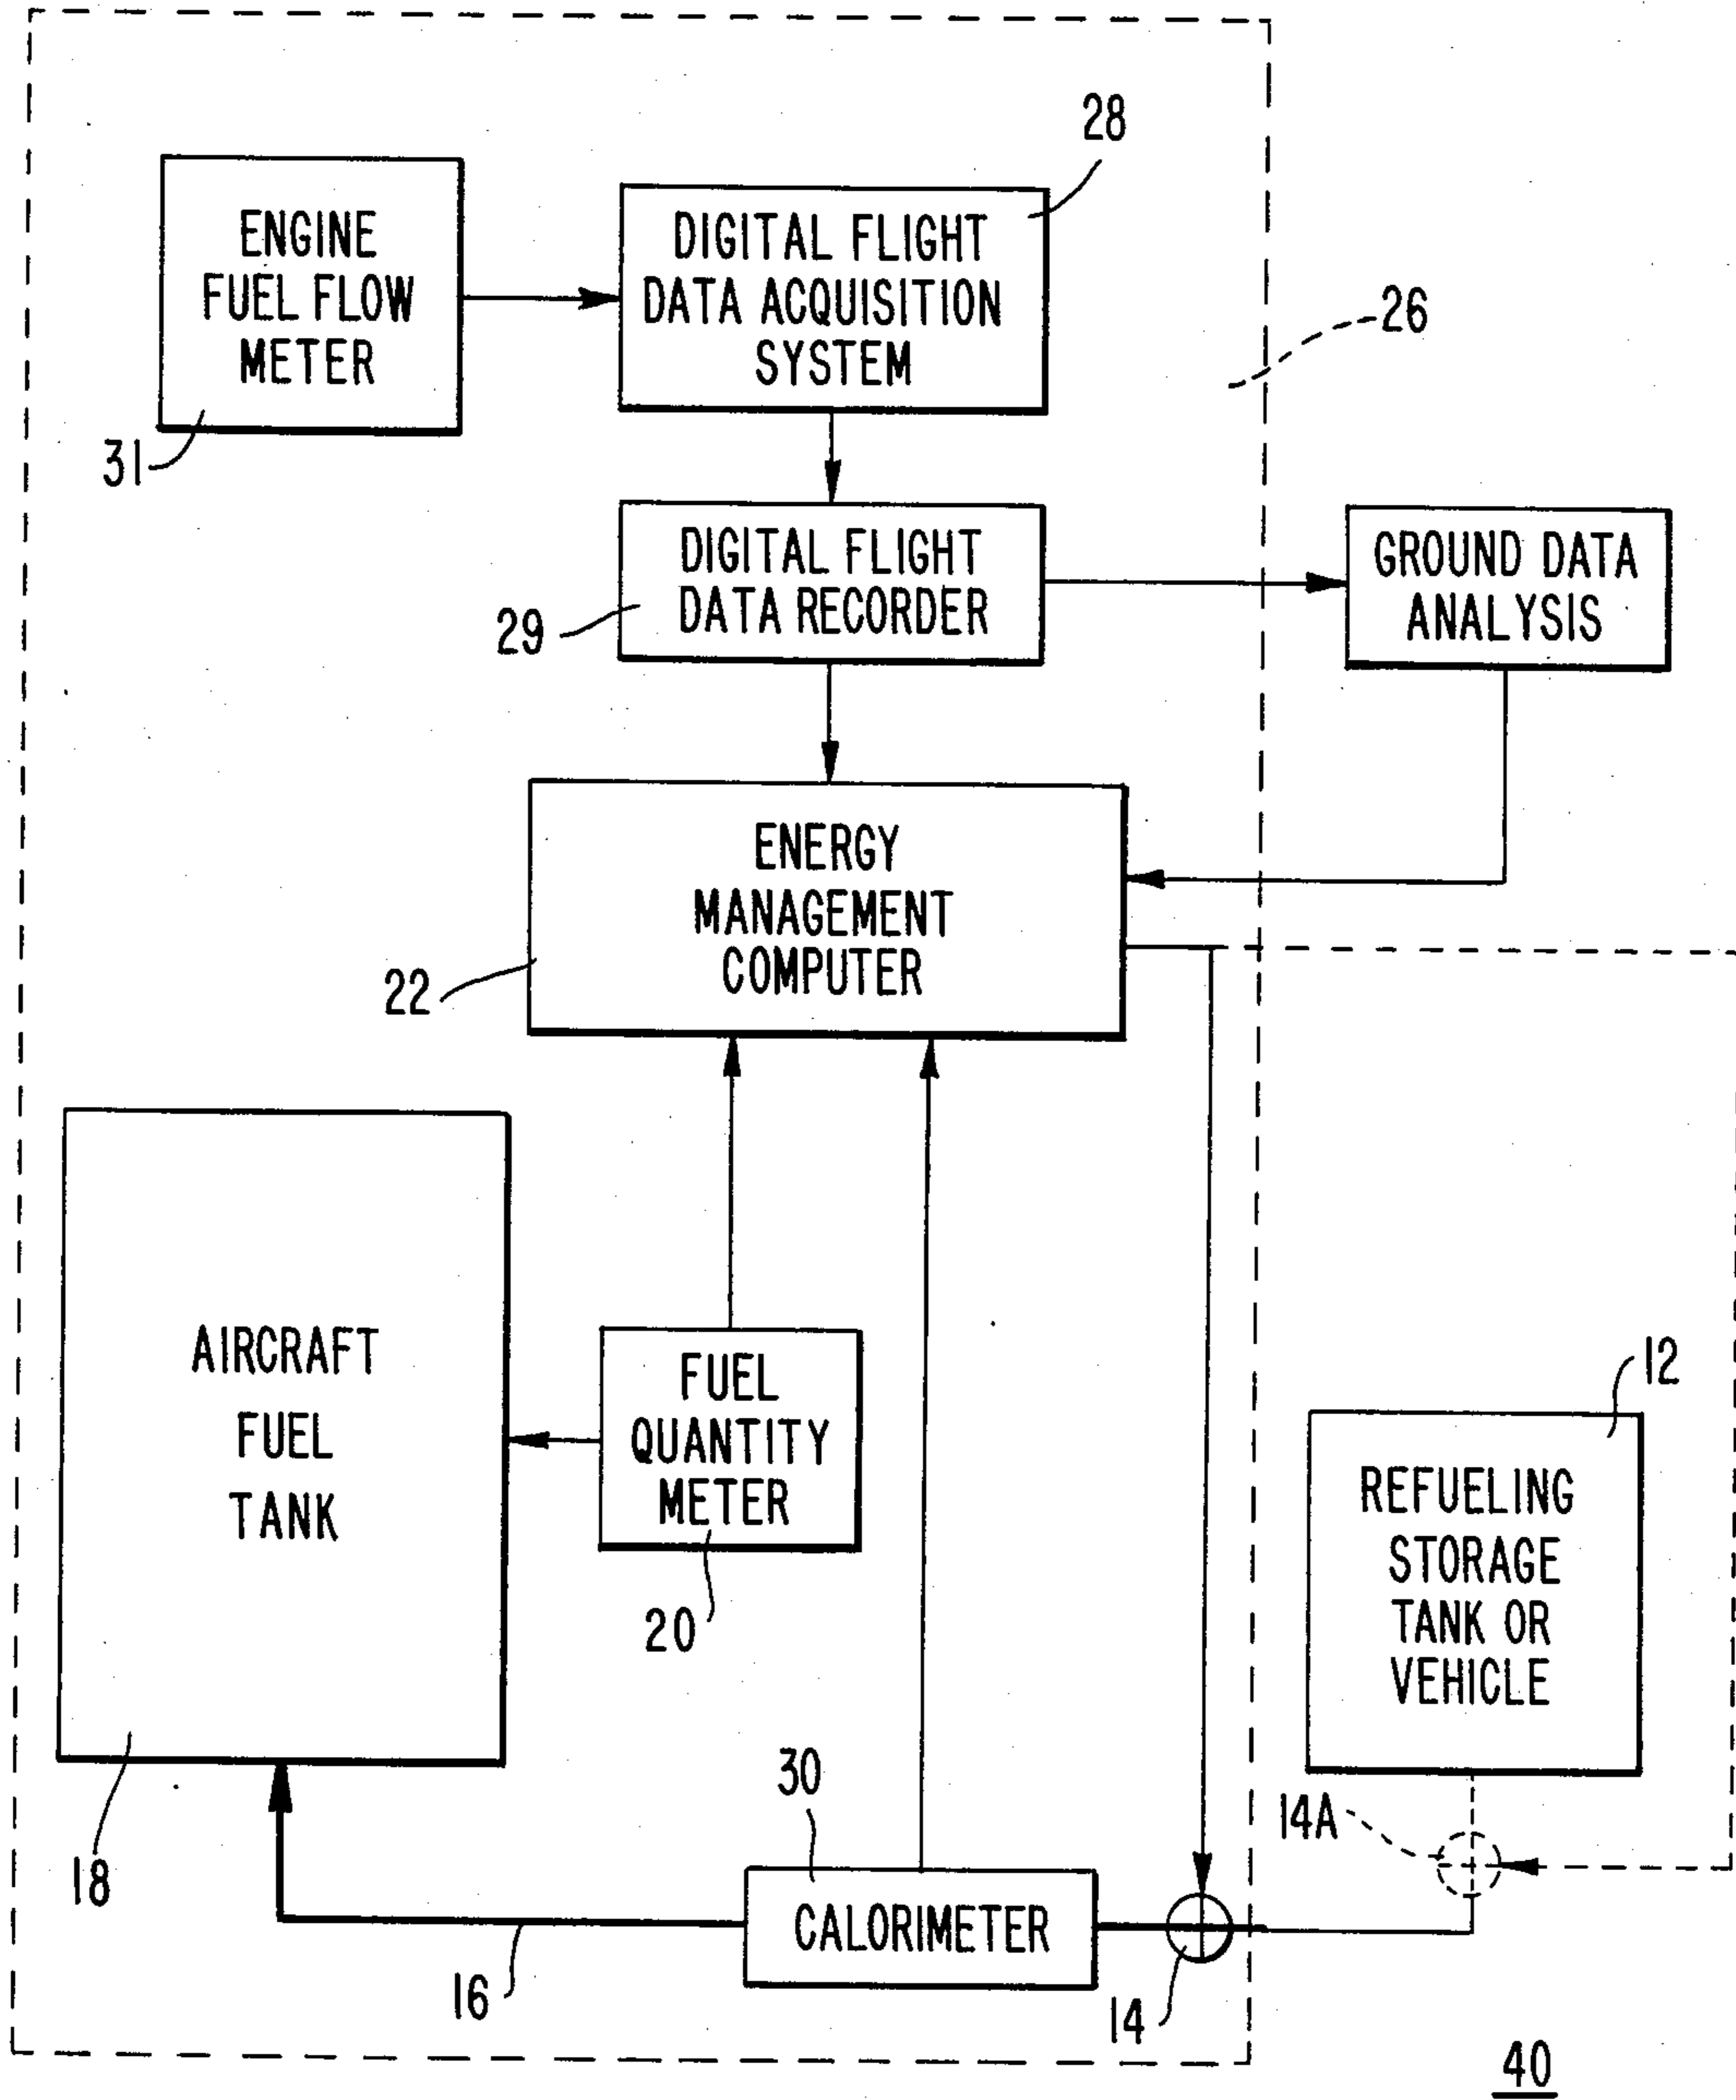 28
ENGINE
FUEL FLOW
METER
31
DIGITAL FLIGHT
DATA ACQUISITION
SYSTEM
26
DIGITAL FLIGHT
DATA RECORDER
29
GROUND DATA
ANALYSIS
ENERGY
MANAGEMENT
COMPUTER
22
AIRCRAFT
FUEL
TANK
18
FUEL
QUANTITY
METER
20
12
REFUELING
STORAGE
TANK OR
VEHICLE
14A
30
CALORIMETER
16
14
40